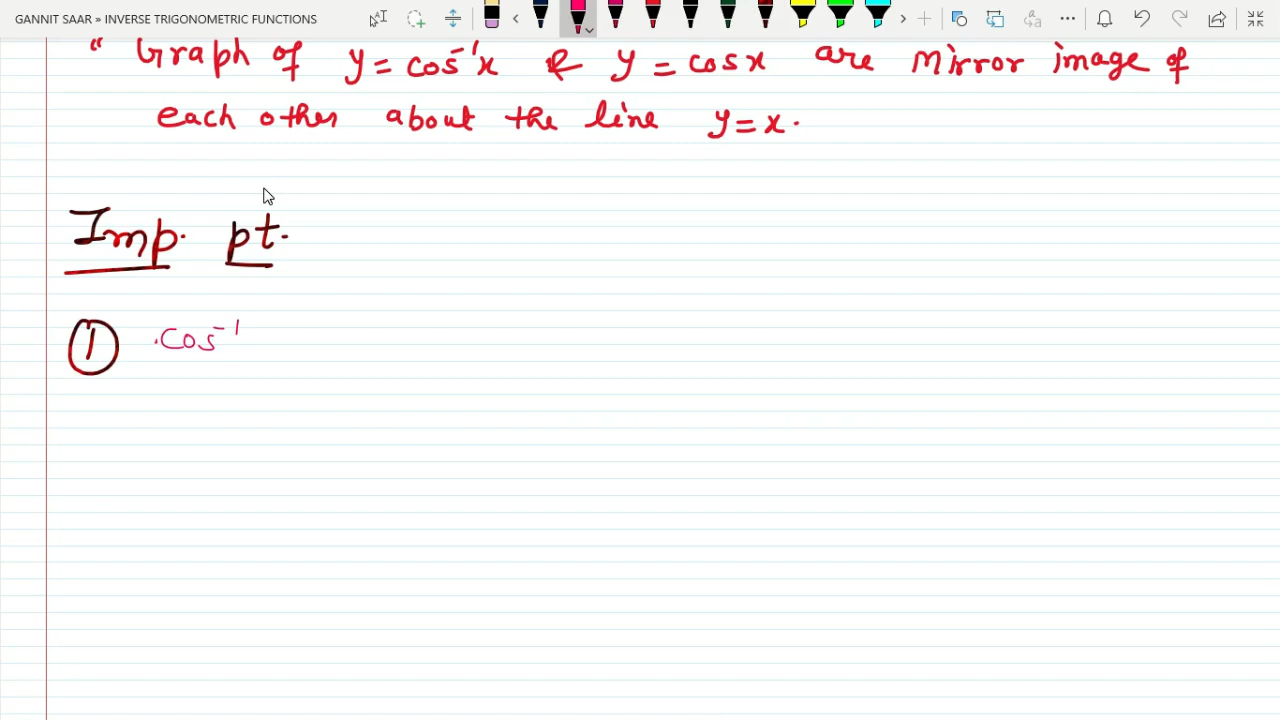 GANNIT SAAR » INVERSE TRIGONOMETRIC FUNCTIONS
" Graph of y = cos⁻¹x & y = cosx are Mirror image of
each other about the line y=x.
Imp. pt.
① .cos⁻¹